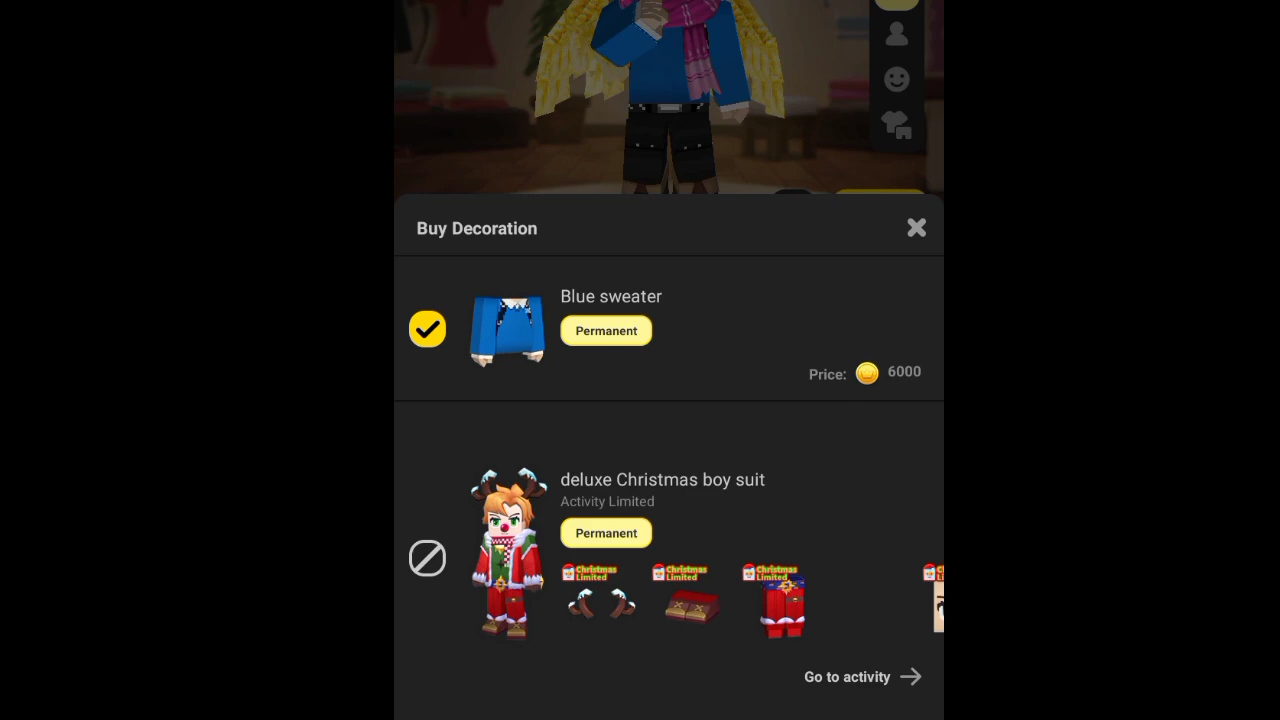 Buy Decoration
Blue sweater
Permanent
Price: 6000
deluxe Christmas boy suit
Activity Limited
Permanent
Christmas Limited
Christmas Limited
Christmas Limited
Go to activity